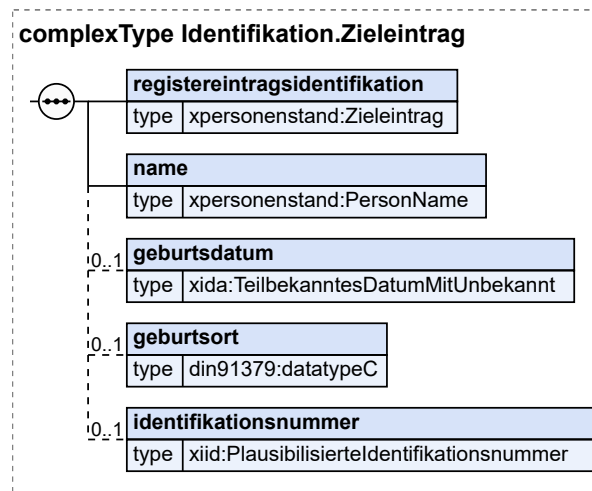 complexType Identifikation.Zieleintrag
registereintragsidentifikation
type xpersonenstand:Zieleintrag
name
type xpersonenstand:PersonName
0..1 geburtsdatum
type xida:TeilbekanntesDatumMitUnbekannt
0..1 geburtsort
type din91379:datatypeC
0..1 identifikationsnummer
type xiid:PlausibilisierteIdentifikationsnummer